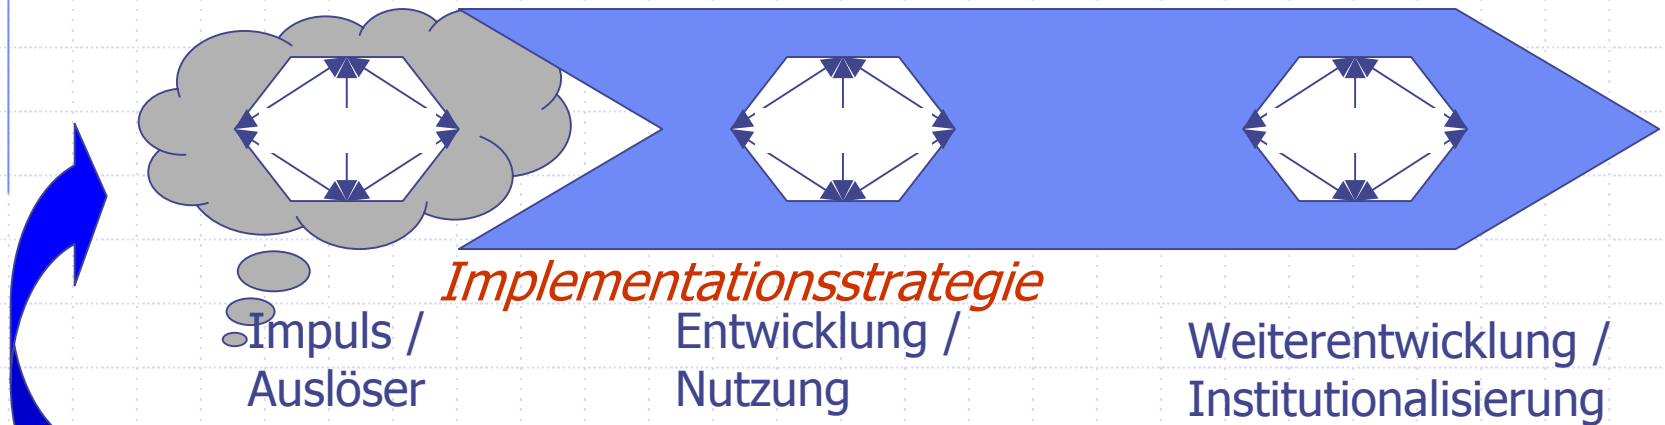 Implementationsstrategie
Impuls /
Auslöser
Entwicklung /
Nutzung
Weiterentwicklung /
Institutionalisierung